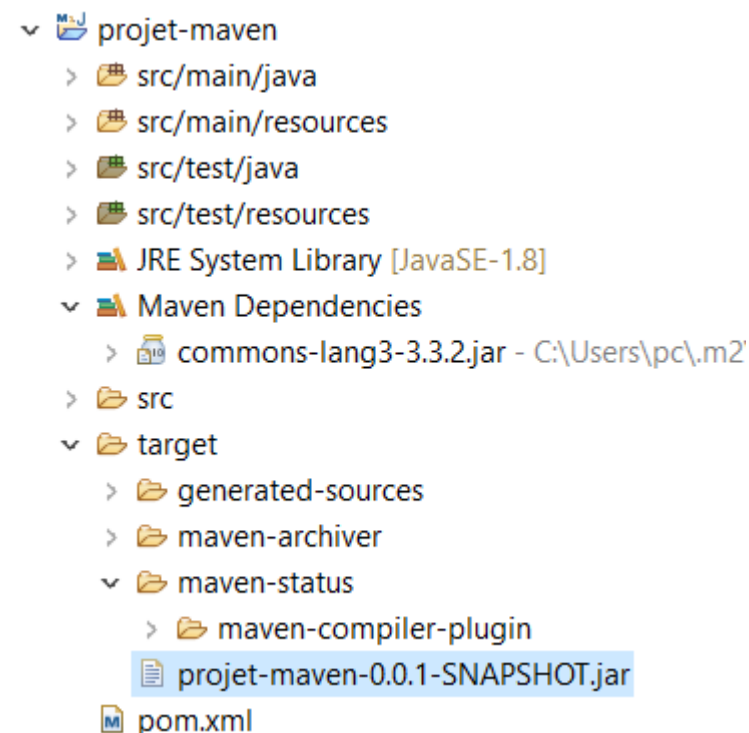 projet-maven
src/main/java
src/main/resources
src/test/java
src/test/resources
JRE System Library [JavaSE-1.8]
Maven Dependencies
commons-lang3-3.3.2.jar - C:\Users\pc\.m2\
src
target
generated-sources
maven-archiver
maven-status
maven-compiler-plugin
projet-maven-0.0.1-SNAPSHOT.jar
pom.xml